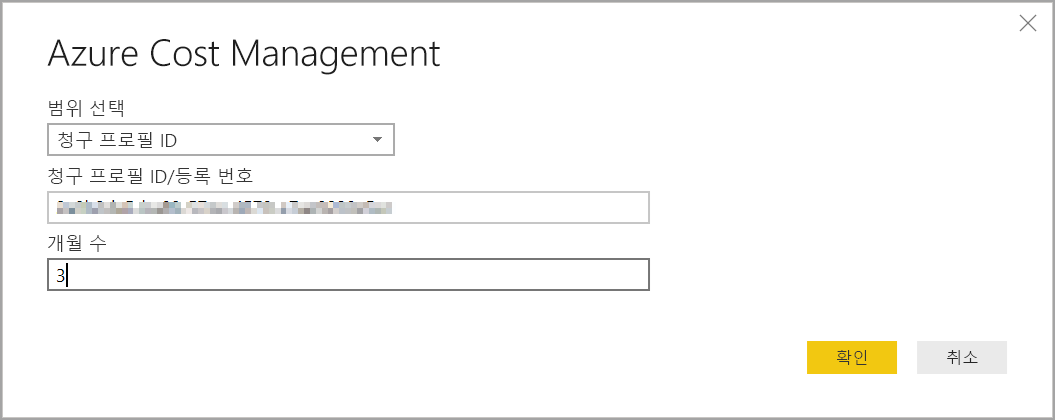 Azure Cost Management
범위 선택
청구 프로필 ID
청구 프로필 ID/등록 번호
개월 수
3
확인
취소